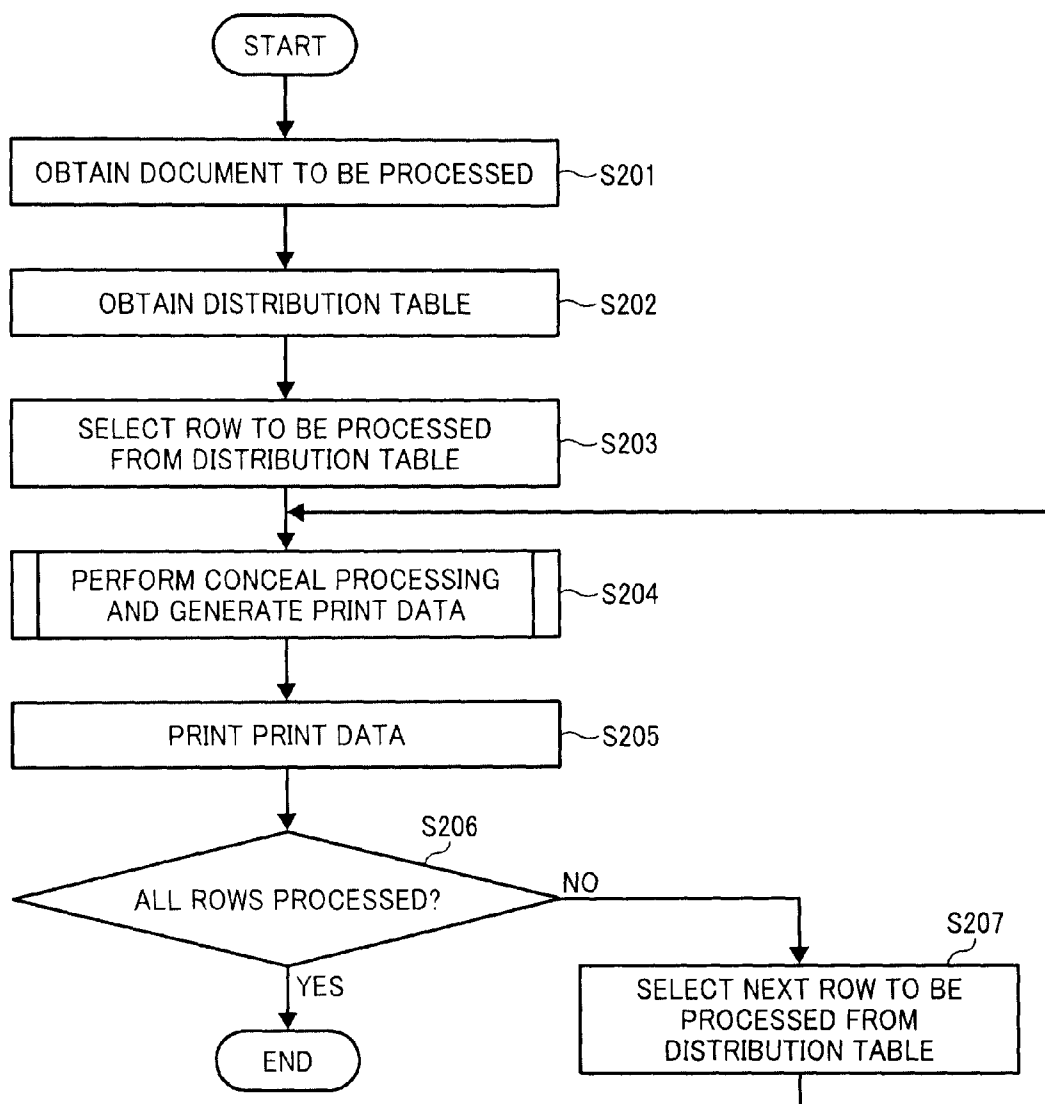 START
OBTAIN DOCUMENT TO BE PROCESSED
S201
OBTAIN DISTRIBUTION TABLE
S202
SELECT ROW TO BE PROCESSED
FROM DISTRIBUTION TABLE
S203
PERFORM CONCEAL PROCESSING
AND GENERATE PRINT DATA
S204
PRINT PRINT DATA
S205
S206
ALL ROWS PROCESSED?
NO
YES
S207
SELECT NEXT ROW TO BE
PROCESSED FROM
DISTRIBUTION TABLE
END